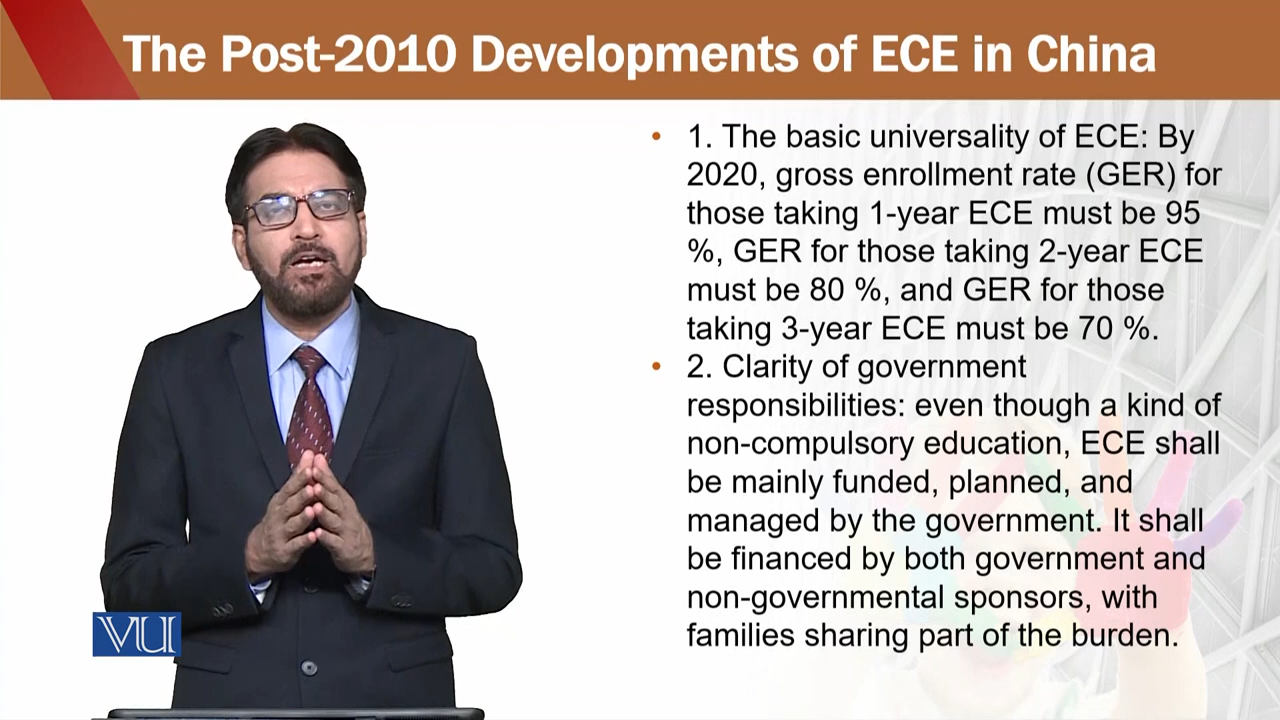 The Post-2010 Developments of ECE in China
• 1. The basic universality of ECE: By
2020, gross enrollment rate (GER) for
those taking 1-year ECE must be 95
%, GER for those taking 2-year ECE
must be 80 %, and GER for those
taking 3-year ECE must be 70 %.
• 2. Clarity of government
responsibilities: even though a kind of
non-compulsory education, ECE shall
be mainly funded, planned, and
managed by the government. It shall
be financed by both government and
non-governmental sponsors, with
families sharing part of the burden.
VU